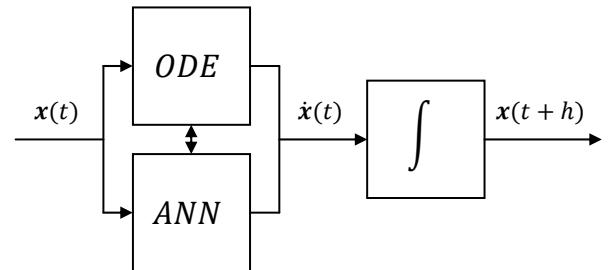 ODE
x(t)
ẋ(t)
∫
x(t + h)
ANN